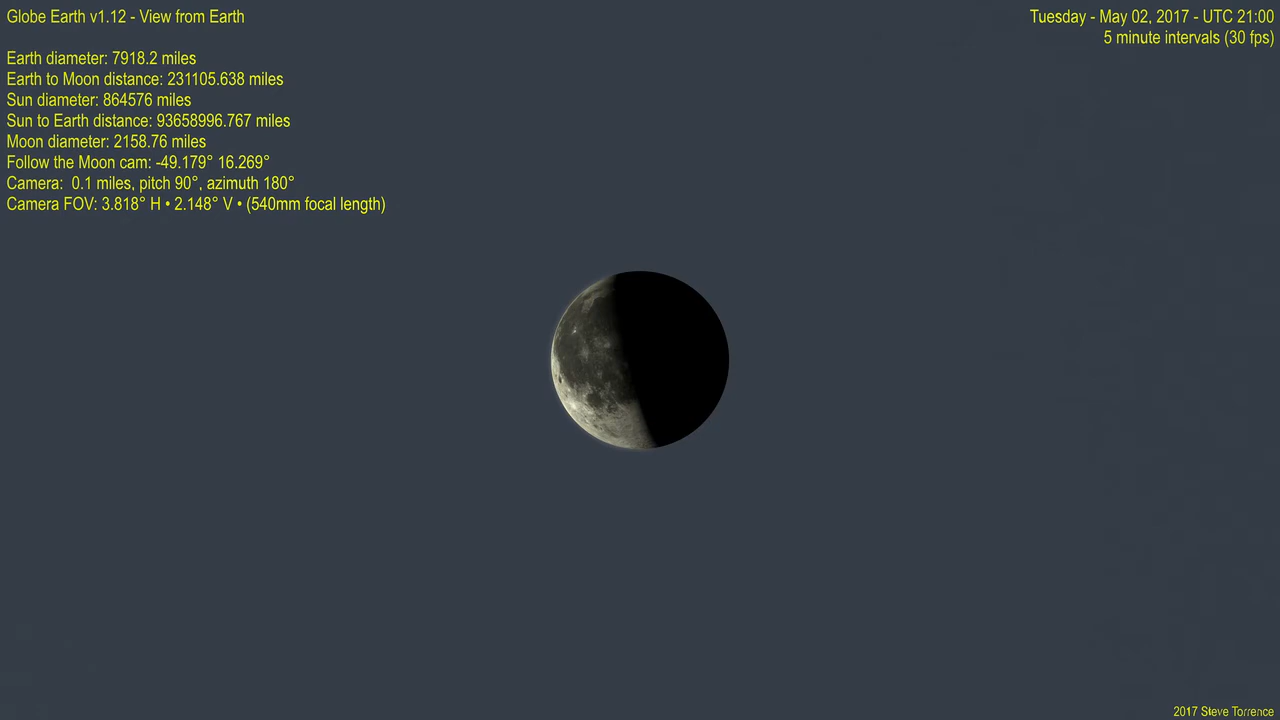 Globe Earth v1.12 - View from Earth
Tuesday - May 02, 2017 - UTC 21:00
5 minute intervals (30 fps)
Earth diameter: 7918.2 miles
Earth to Moon distance: 231105.638 miles
Sun diameter: 864576 miles
Sun to Earth distance: 93658996.767 miles
Moon diameter: 2158.76 miles
Follow the Moon cam: -49.179° 16.269°
Camera:  0.1 miles, pitch 90°, azimuth 180°
Camera FOV: 3.818° H • 2.148° V • (540mm focal length)
2017 Steve Torrence